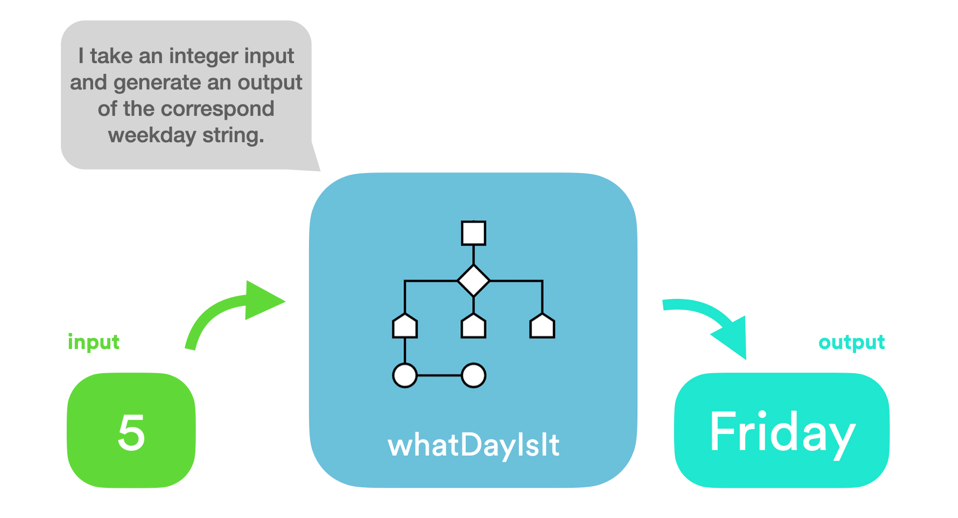 I take an integer input
and generate an output
of the correspond
weekday string.
input
5
whatDayIsIt
output
Friday